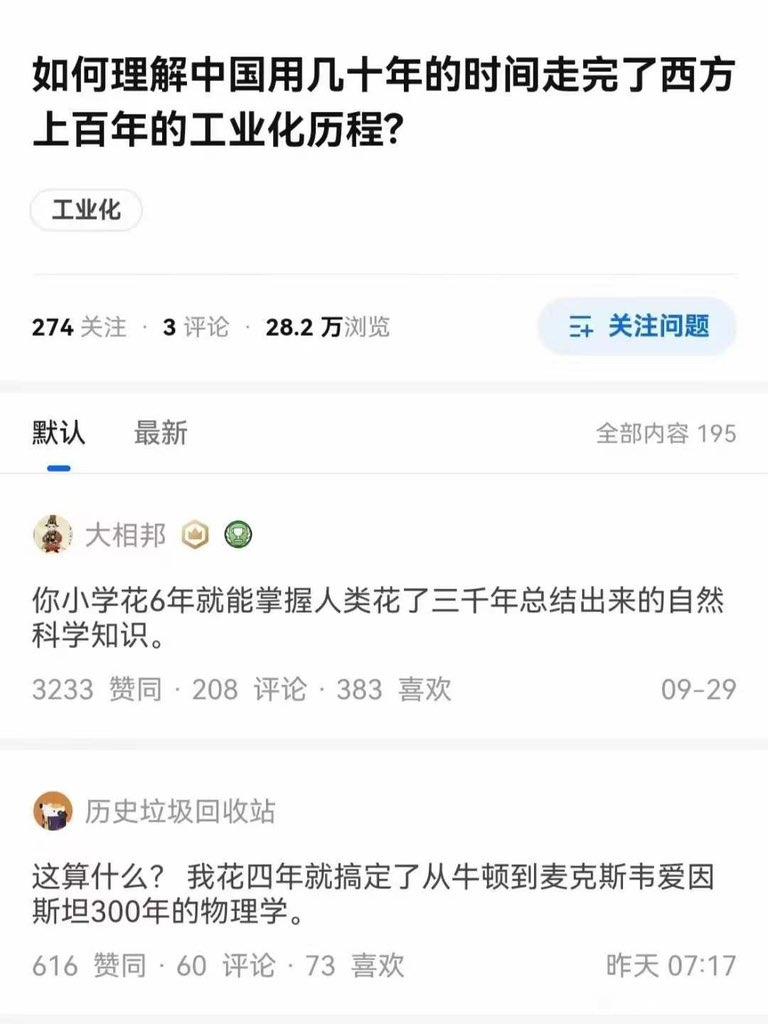 如何理解中国用几十年的时间走完了西方
上百年的工业化历程?
工业化
274 关注 · 3 评论 · 28.2 万浏览
关注问题
默认 最新 全部内容 195
大相邦
你小学花6年就能掌握人类花了三千年总结出来的自然
科学知识。
3233 赞同 · 208 评论 · 383 喜欢 09-29
历史垃圾回收站
这算什么? 我花四年就搞定了从牛顿到麦克斯韦爱因
斯坦300年的物理学。
616 赞同 · 60 评论 · 73 喜欢 昨天 07:17